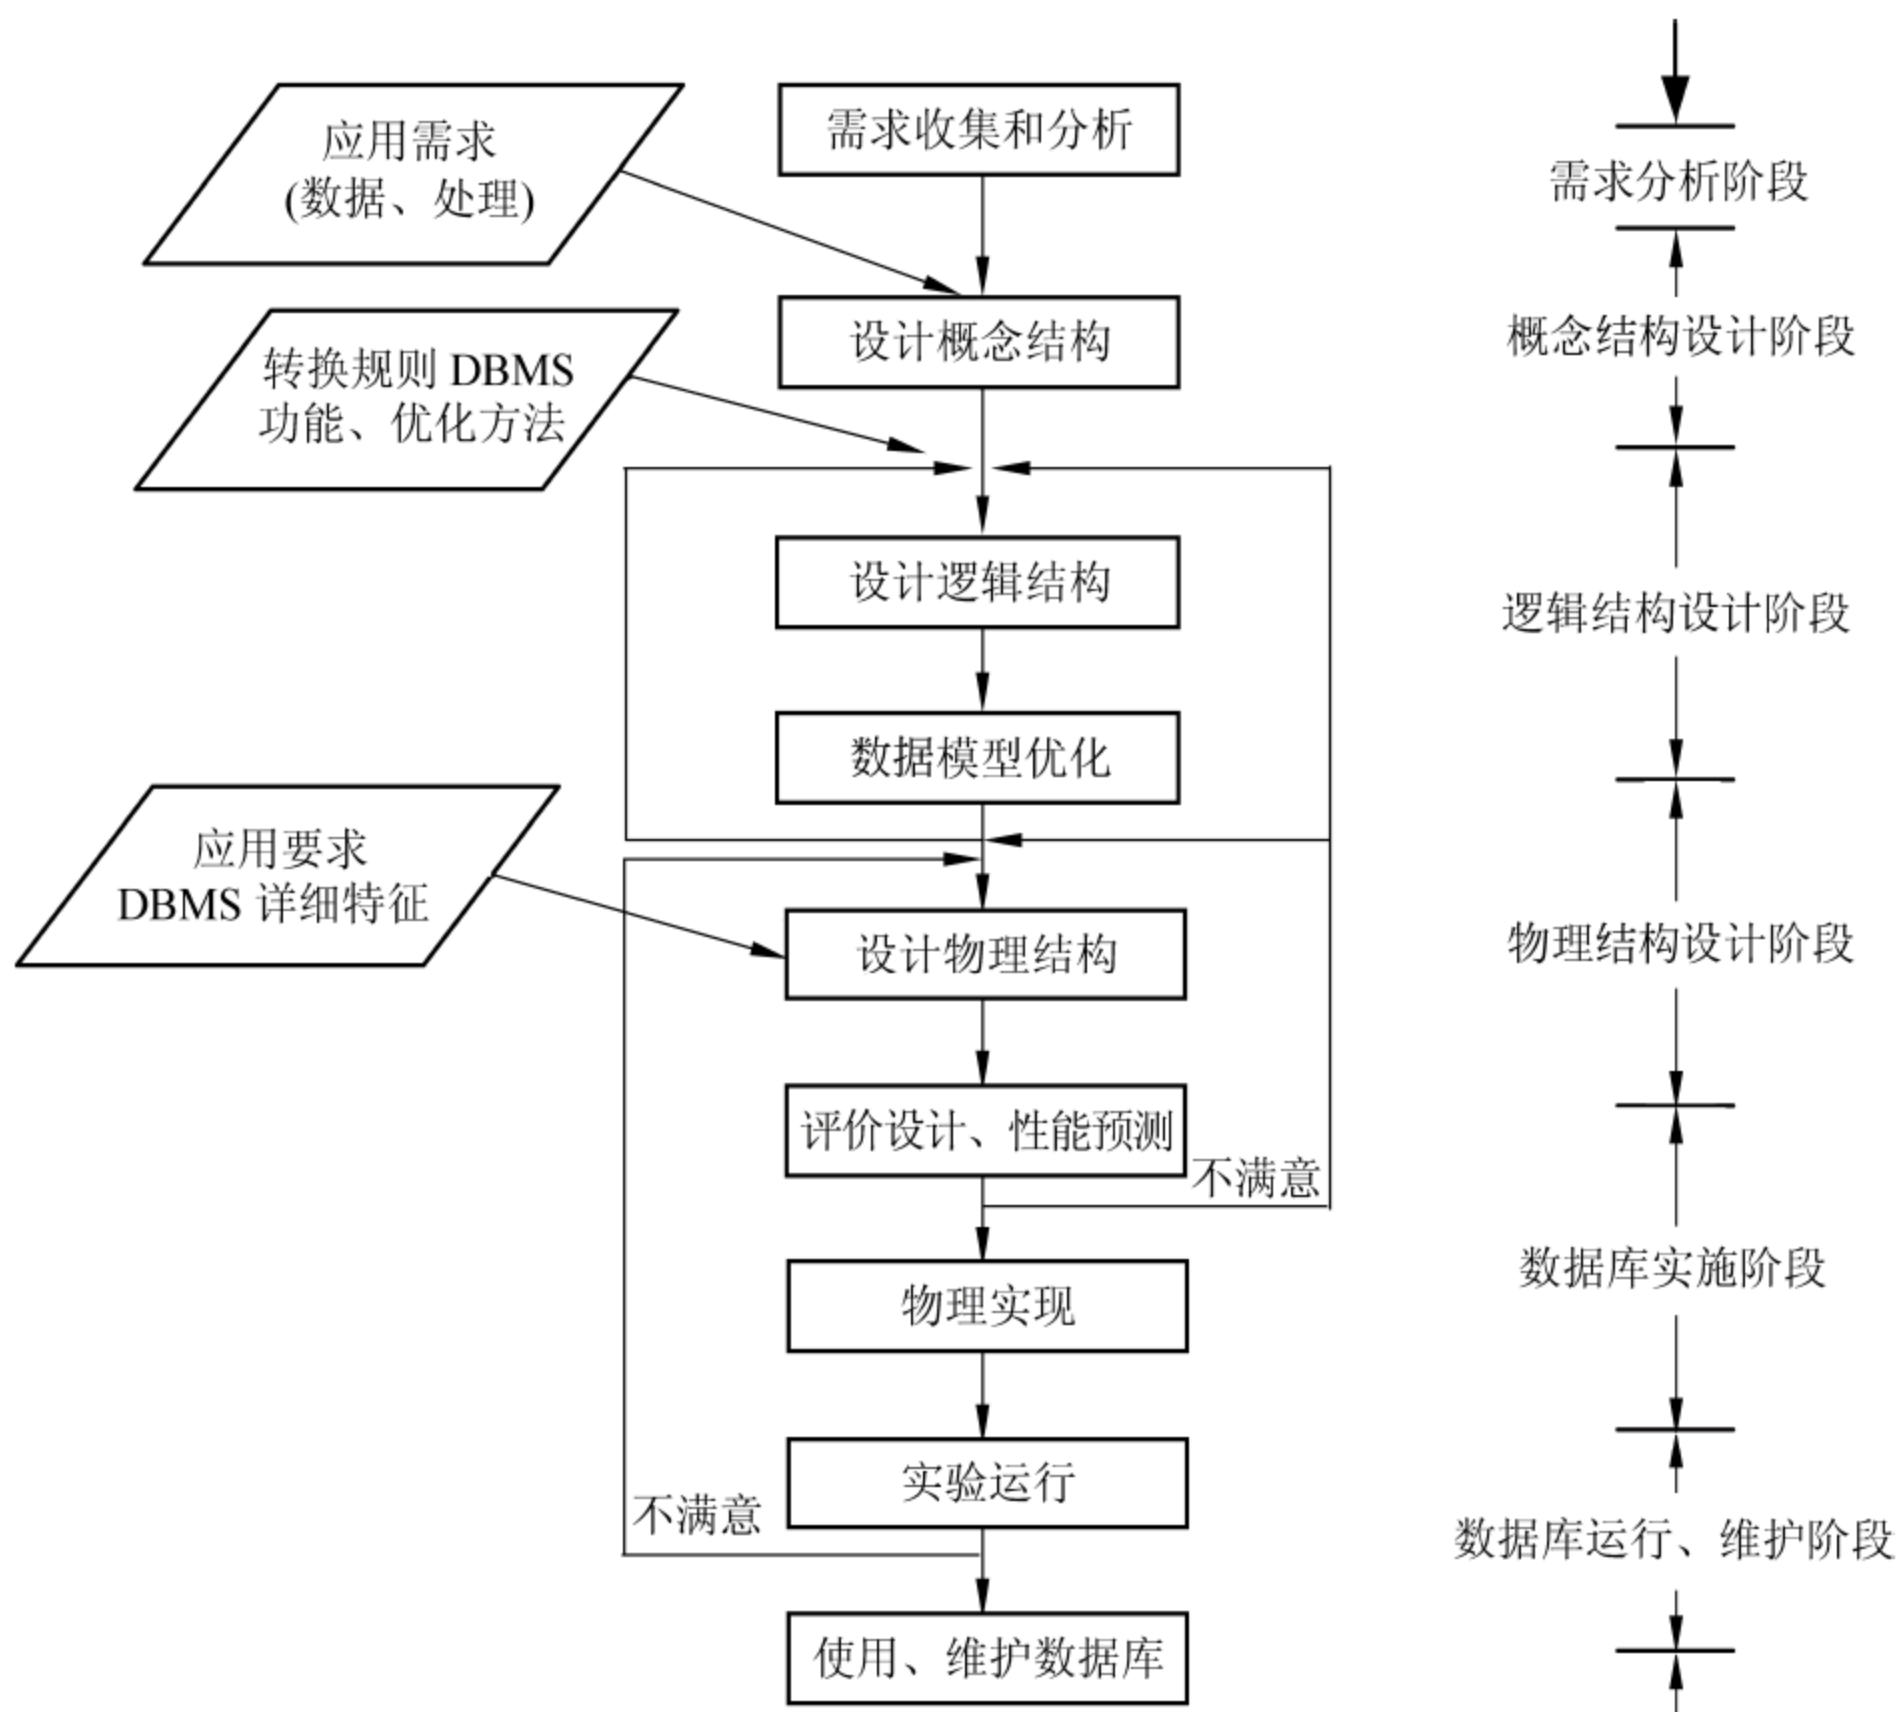 需求收集和分析
应用需求
(数据、处理)
需求分析阶段
设计概念结构
概念结构设计阶段
转换规则 DBMS
功能、优化方法
设计逻辑结构
逻辑结构设计阶段
数据模型优化
应用要求
DBMS 详细特征
设计物理结构
物理结构设计阶段
评价设计、性能预测
不满意
物理实现
数据库实施阶段
实验运行
不满意
数据库运行、维护阶段
使用、维护数据库